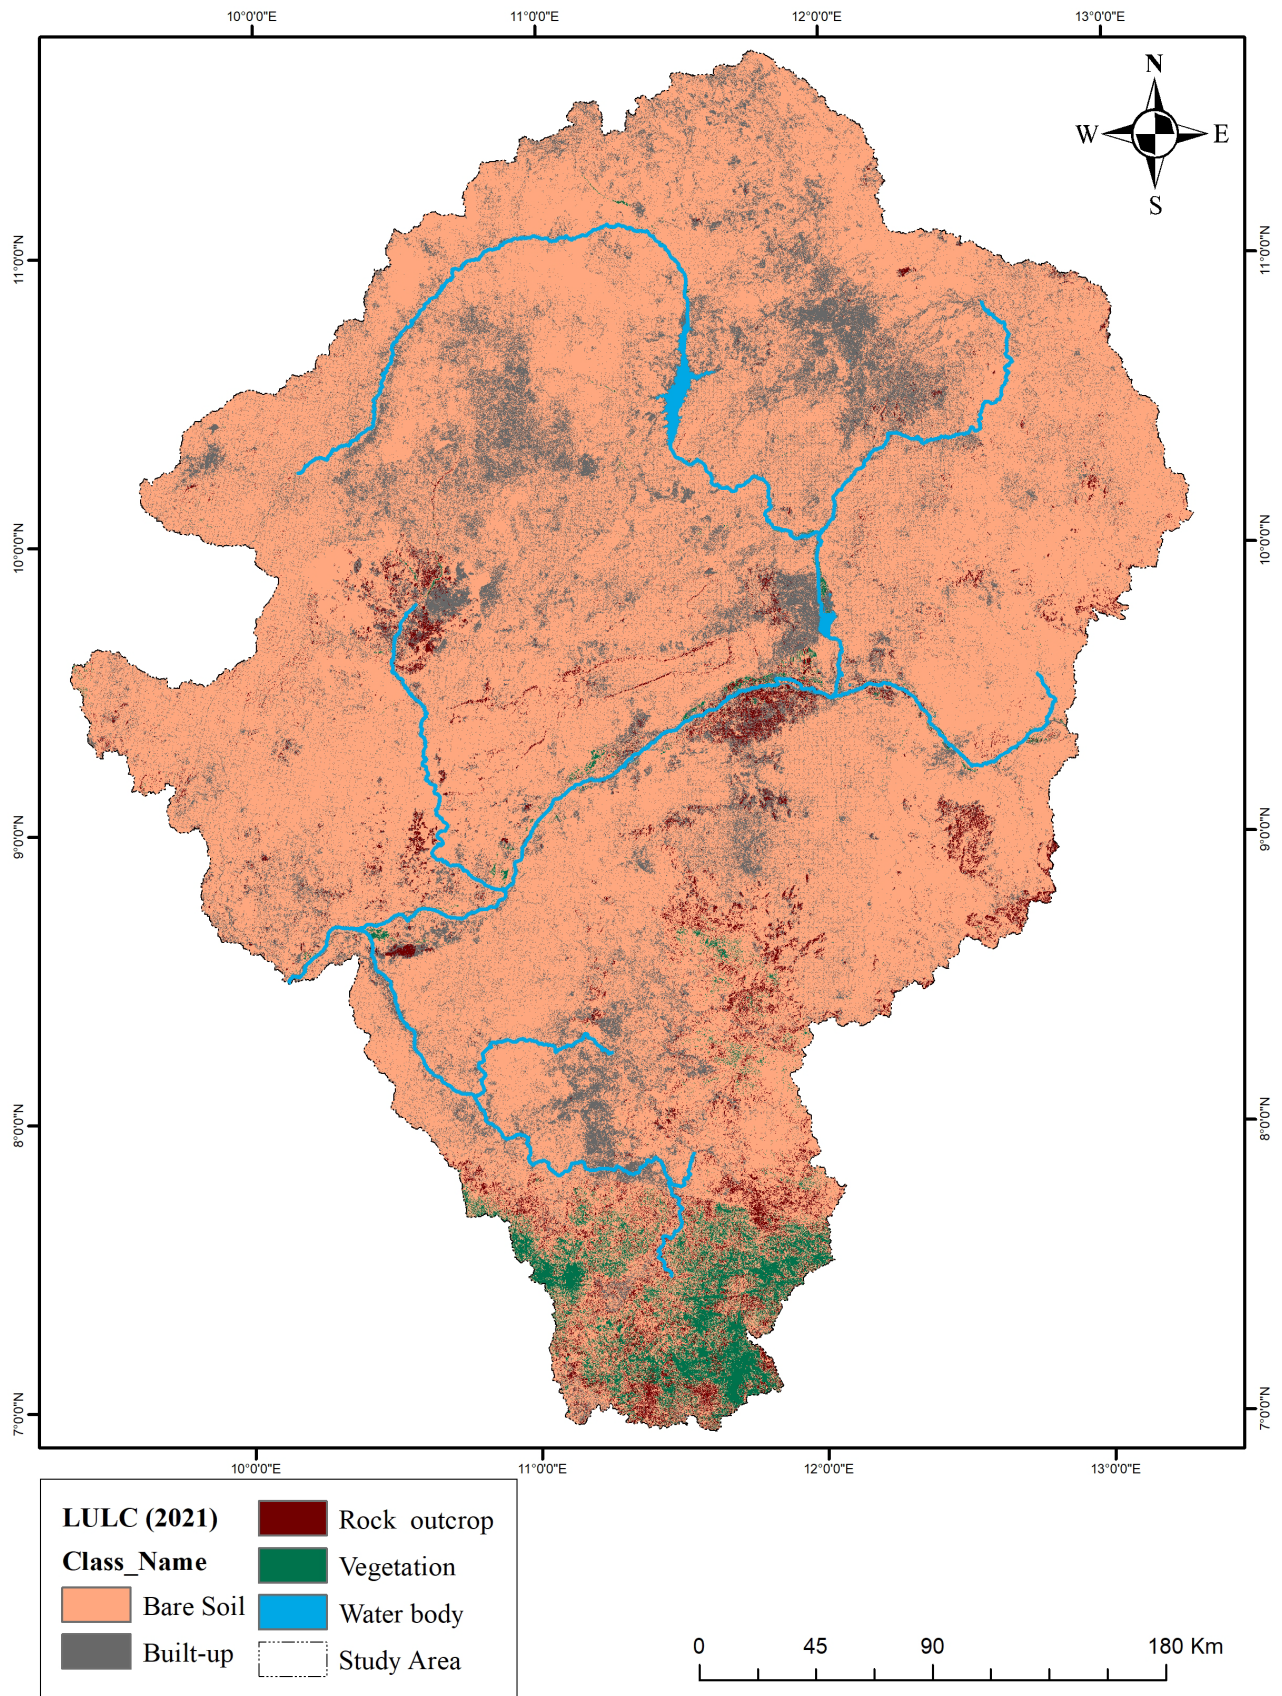 10°0'0"E 11°0'0"E 12°0'0"E 13°0'0"E
N
W E
S
11°0'0"N 11°0'0"N
10°0'0"N 10°0'0"N
9°0'0"N 9°0'0"N
8°0'0"N 8°0'0"N
7°0'0"N 7°0'0"N
10°0'0"E 11°0'0"E 12°0'0"E 13°0'0"E
LULC (2021)
Class_Name
Bare Soil
Built-up
Rock outcrop
Vegetation
Water body
Study Area
0 45 90 180 Km